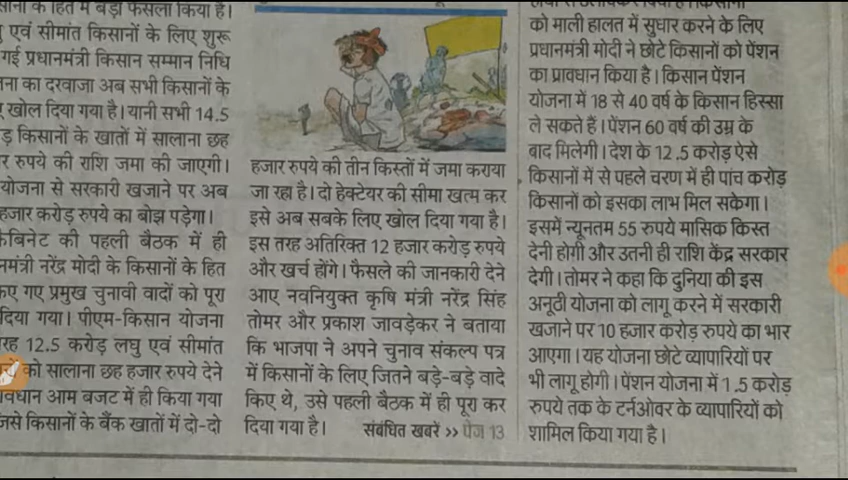 के हित में बड़ा फैसला किया है।
एवं सीमांत किसानों के लिए शुरू
गई प्रधानमंत्री किसान सम्मान निधि
का दरवाजा अब सभी किसानों के
खोल दिया गया है। यानी सभी 14.5
किसानों के खातों में सालाना छह
रुपये की राशि जमा की जाएगी।
योजना से सरकारी खजाने पर अब
हजार करोड़ रुपये का बोझ पड़ेगा।
की पहली बैठक में ही
नरेंद्र मोदी के किसानों के हित
गए प्रमुख चुनावी वादों को पूरा
दिया गया। पीएम-किसान योजना
12.5 करोड़ लघु एवं सीमांत
को सालाना छह हजार रुपये देने
आम बजट में ही किया गया
किसानों के बैंक खातों में दो-दो
हजार रुपये की तीन किस्तों में जमा कराया
जा रहा है। दो हेक्टेयर की सीमा खत्म कर
इसे अब सबके लिए खोल दिया गया है।
इस तरह अतिरिक्त 12 हजार करोड़ रुपये
और खर्च होंगे। फैसले की जानकारी देने
आए नवनियुक्त कृषि मंत्री नरेंद्र सिंह
तोमर और प्रकाश जावड़ेकर ने बताया
कि भाजपा ने अपने चुनाव संकल्प पत्र
में किसानों के लिए जितने बड़े-बड़े वादे
किए थे, उसे पहली बैठक में ही पूरा कर
दिया गया है। संबंधित खबरें >> पेज 13
को माली हालत में सुधार करने के लिए
प्रधानमंत्री मोदी ने छोटे किसानों को पेंशन
का प्रावधान किया है। किसान पेंशन
योजना में 18 से 40 वर्ष के किसान हिस्सा
ले सकते हैं। पेंशन 60 वर्ष की उम्र के
बाद मिलेगी। देश के 12.5 करोड़ ऐसे
किसानों में से पहले चरण में ही पांच करोड़
किसानों को इसका लाभ मिल सकेगा।
इसमें न्यूनतम 55 रुपये मासिक किस्त
देनी होगी और उतनी ही राशि केंद्र सरकार
देगी। तोमर ने कहा कि दुनिया की इस
अनूठी योजना को लागू करने में सरकारी
खजाने पर 10 हजार करोड़ रुपये का भार
आएगा। यह योजना छोटे व्यापारियों पर
भी लागू होगी। पेंशन योजना में 1.5 करोड़
रुपये तक के टर्नओवर के व्यापारियों को
शामिल किया गया है।